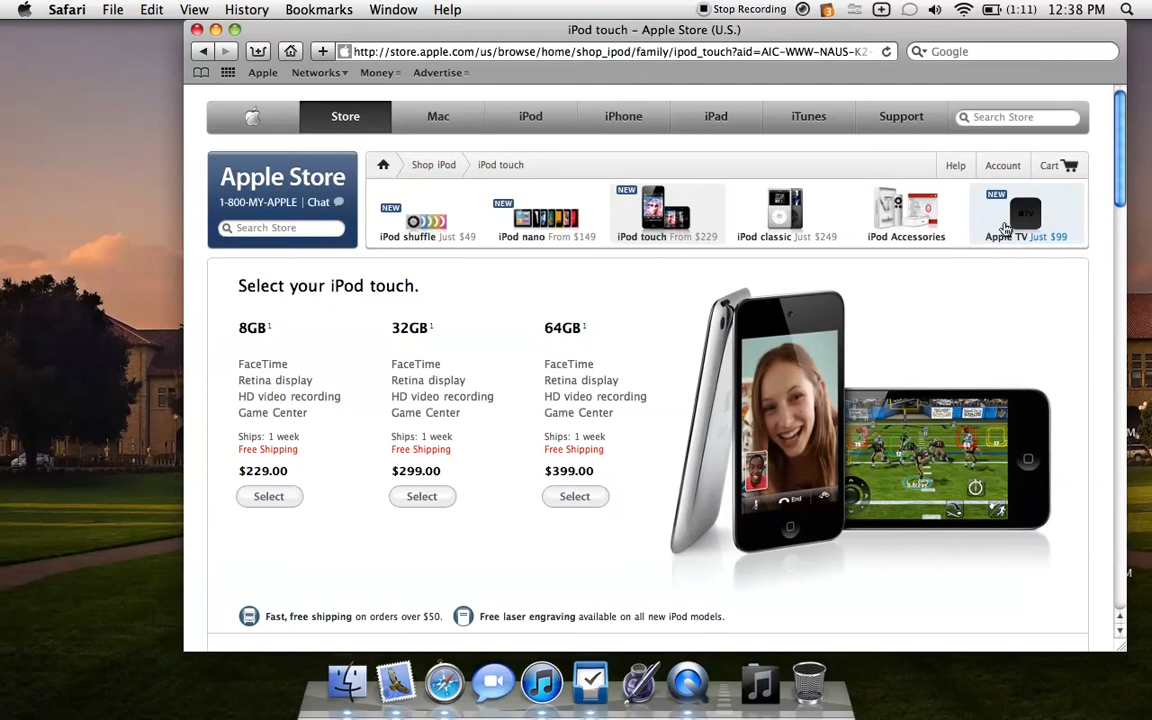 Safari File Edit View History Bookmarks Window Help Stop Recording 3 (1:11) 12:38 PM
iPod touch – Apple Store (U.S.)
http://store.apple.com/us/browse/home/shop_ipod/family/ipod_touch?aid=AIC-WWW-NAUS-K2- Google
Apple Networks Money Advertise
Store Mac iPod iPhone iPad iTunes Support Search Store
Apple Store
1-800-MY-APPLE | Chat
Search Store
Shop iPod iPod touch Help Account Cart
NEW iPod shuffle Just $49
NEW iPod nano From $149
NEW iPod touch From $229
iPod classic Just $249
iPod Accessories
NEW Apple TV Just $99
Select your iPod touch.
8GB1 32GB1 64GB1
FaceTime FaceTime FaceTime
Retina display Retina display Retina display
HD video recording HD video recording HD video recording
Game Center Game Center Game Center
Ships: 1 week Ships: 1 week Ships: 1 week
Free Shipping Free Shipping Free Shipping
$229.00 $299.00 $399.00
Select Select Select
End
Fast, free shipping on orders over $50. Free laser engraving available on all new iPod models.